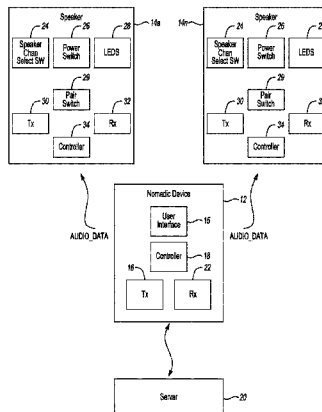 Speaker
14a
24
26
28
Speaker Chan Select SW
Power Switch
LEDS
29
Pair Switch
30
32
Tx
Rx
34
Controller
Speaker
14n
24
26
Speaker Chan Select SW
Power Switch
LEDS
29
Pair Switch
30
Tx
Rx
34
Controller
AUDIO_DATA
AUDIO_DATA
Nomadic Device
12
User Interface
15
Controller
18
16
22
Tx
Rx
Server
20